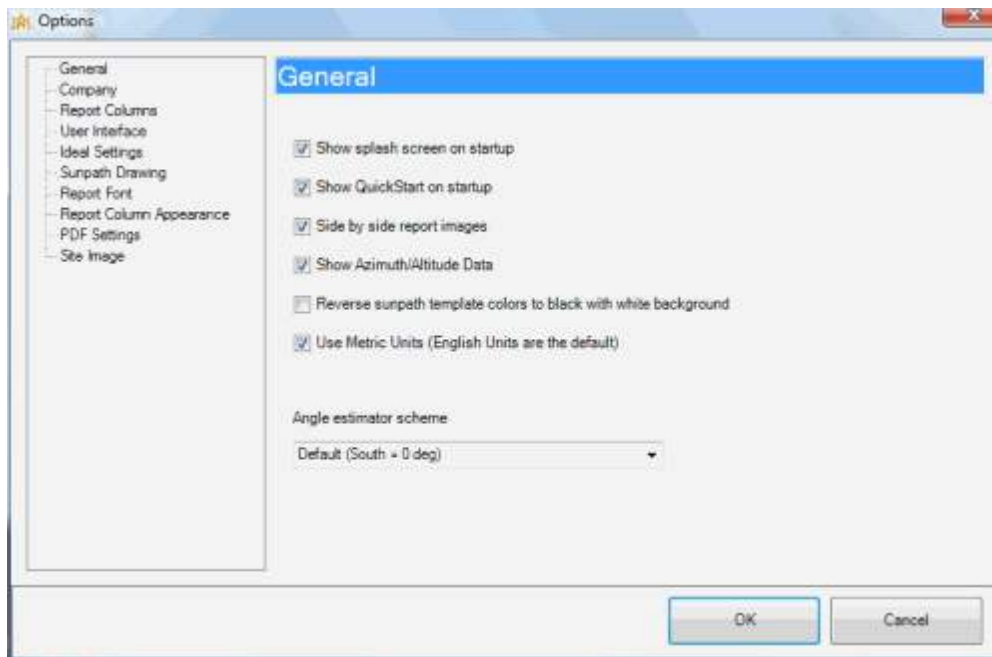 Options
General
Company
Report Columns
User Interface
Ideal Settings
Sunpath Drawing
Report Font
Report Column Appearance
PDF Settings
Site Image
General
Show splash screen on startup
Show QuickStart on startup
Side by side report images
Show Azimuth/Altitude Data
Reverse sunpath template colors to black with white background
Use Metric Units (English Units are the default)
Angle estimator scheme
Default (South = 0 deg)
OK
Cancel